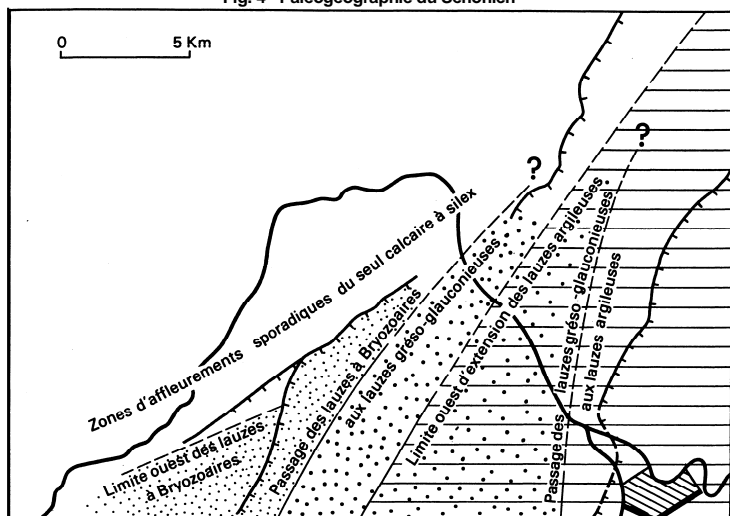 Fig. 4 - Paléogéographie du Sénonien
0 5 Km
?
?
Zones d'affleurements sporadiques du seul calcaire à silex
Limite ouest des lauzes
à Bryozoaires
Passage des lauzes à Bryozoaires
aux lauzes gréso-glauconieuses
Limite ouest d'extension des lauzes argileuses
Passage des lauzes gréso-glauconieuses
aux lauzes argileuses